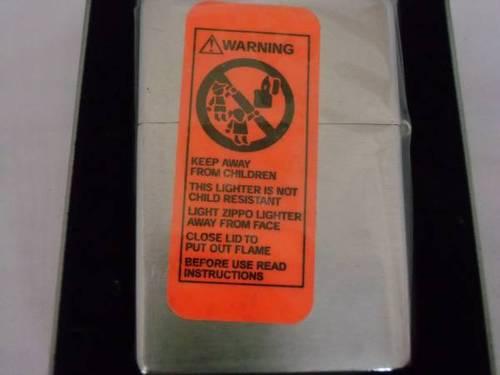 WARNING
KEEP AWAY
FROM CHILDREN
THIS LIGHTER IS NOT
CHILD RESISTANT
LIGHT ZIPPO LIGHTER
AWAY FROM FACE
CLOSE LID TO
PUT OUT FLAME
BEFORE USE READ
INSTRUCTIONS